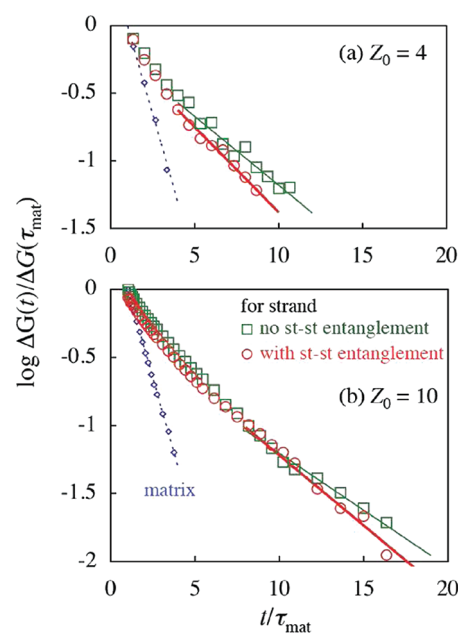 0
(a) Z₀ = 4
-0.5
-1
-1.5
0 5 10 15 20
log ΔG(t)/ΔG(τmat)
0
for strand
no st-st entanglement
with st-st entanglement
-0.5
(b) Z₀ = 10
-1
matrix
-1.5
-2
0 5 10 15 20
t/τmat